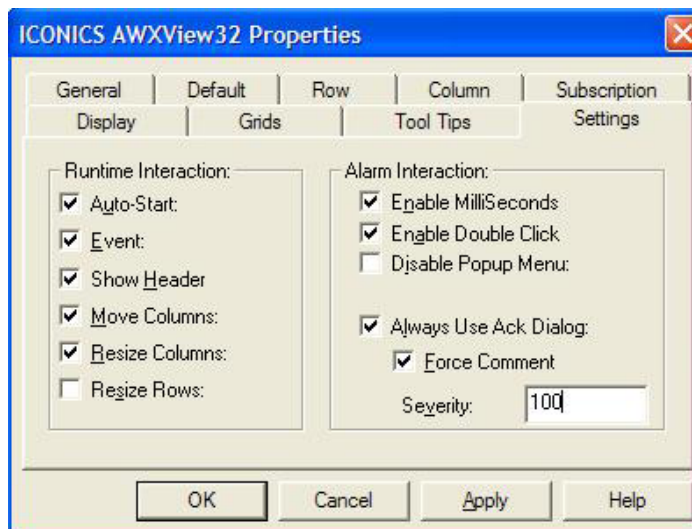 ICONICS AWXView32 Properties
General Default Row Column Subscription
Display Grids Tool Tips Settings
Runtime Interaction:
Auto-Start:
Event:
Show Header
Move Columns:
Resize Columns:
Resize Rows:
Alarm Interaction:
Enable MilliSeconds
Enable Double Click
Disable Popup Menu:
Always Use Ack Dialog:
Force Comment
Severity: 100
OK Cancel Apply Help